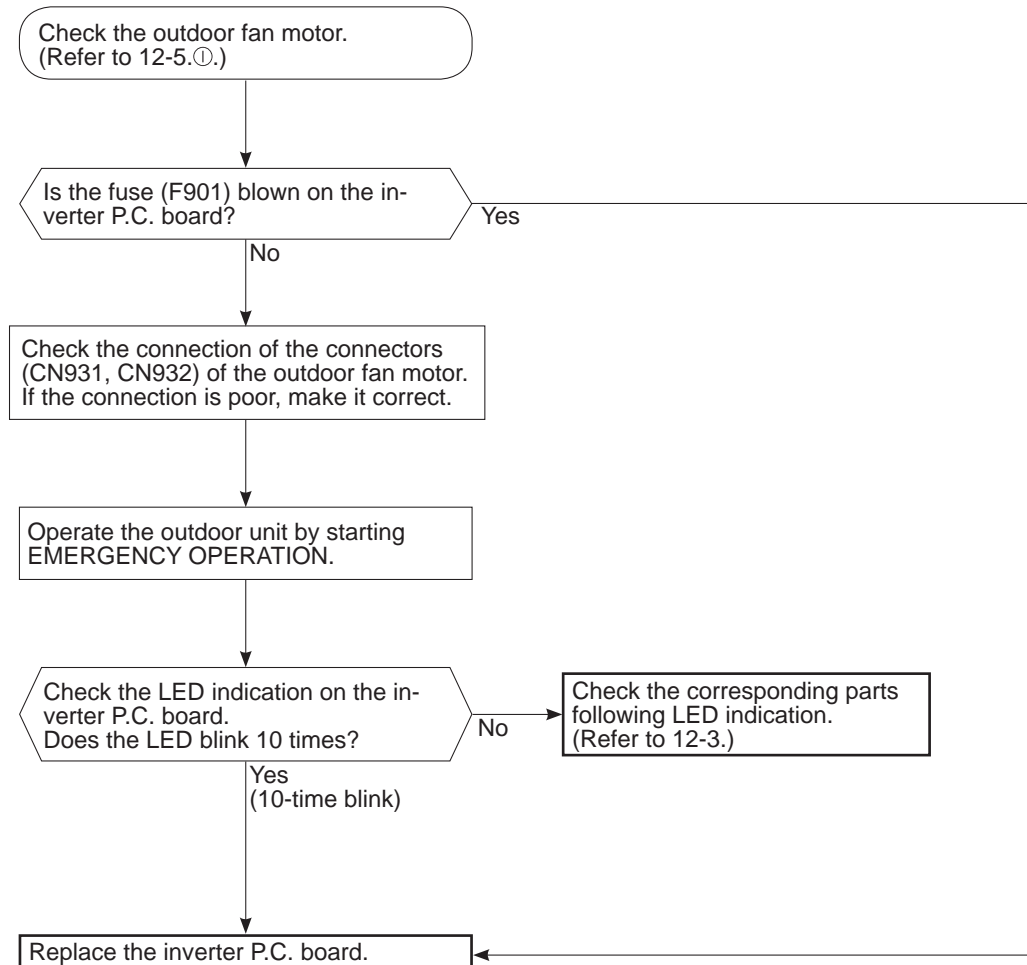 Check the outdoor fan motor.
(Refer to 12-5.Ⓘ.)
Is the fuse (F901) blown on the in-
verter P.C. board?
Yes
No
Check the connection of the connectors
(CN931, CN932) of the outdoor fan motor.
If the connection is poor, make it correct.
Operate the outdoor unit by starting
EMERGENCY OPERATION.
Check the LED indication on the in-
verter P.C. board.
Does the LED blink 10 times?
No
Check the corresponding parts
following LED indication.
(Refer to 12-3.)
Yes
(10-time blink)
Replace the inverter P.C. board.